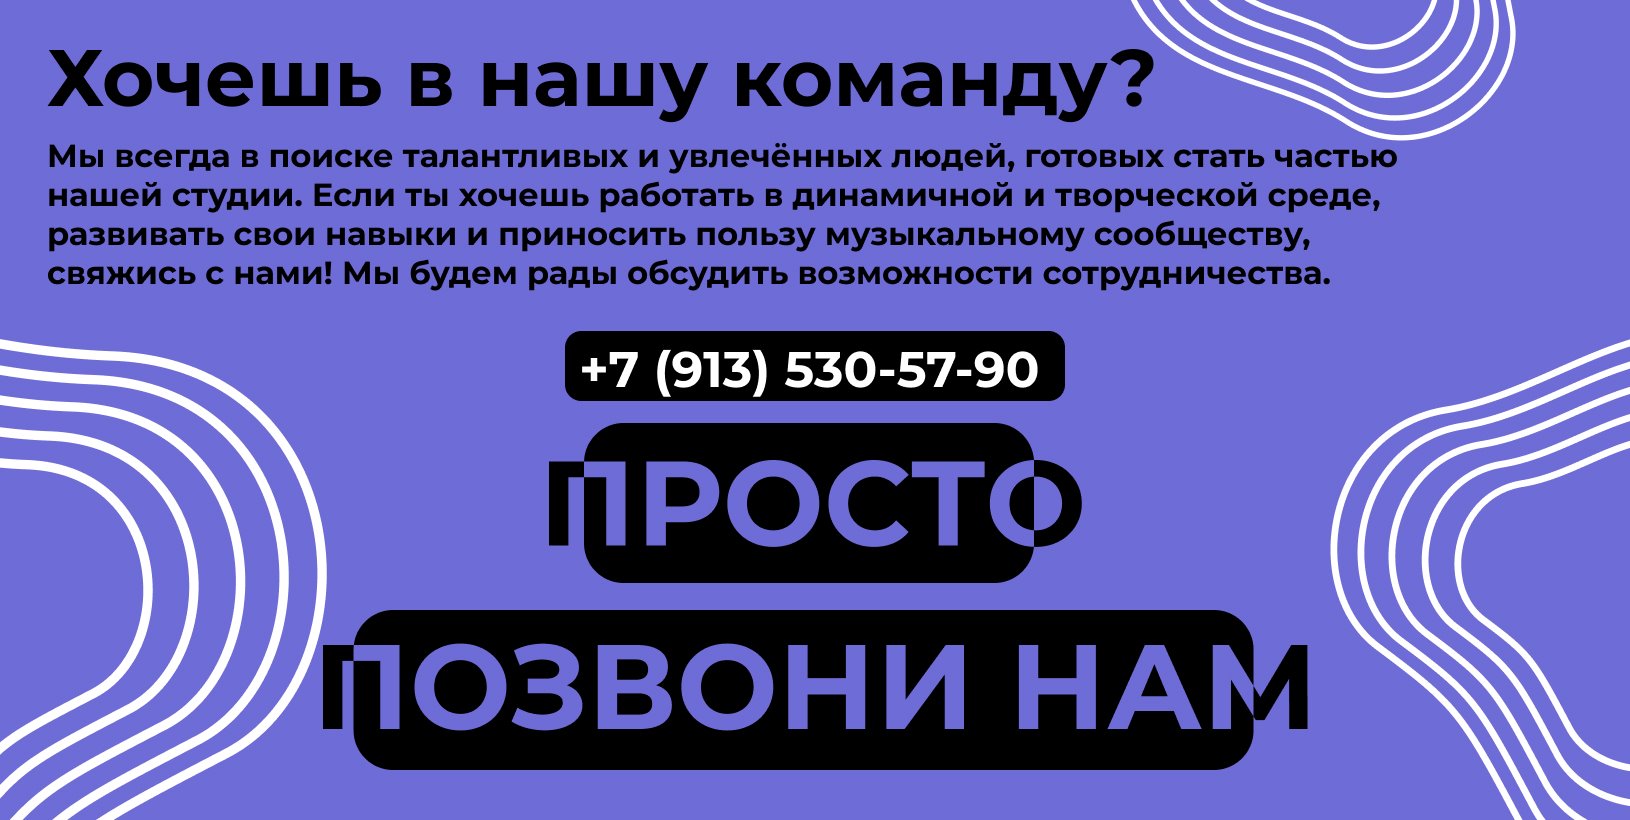 Хочешь в нашу команду?
Мы всегда в поиске талантливых и увлечённых людей, готовых стать частью
нашей студии. Если ты хочешь работать в динамичной и творческой среде,
развивать свои навыки и приносить пользу музыкальному сообществу,
свяжись с нами! Мы будем рады обсудить возможности сотрудничества.
+7 (913) 530-57-90
ПРОСТО
ПОЗВОНИ НАМ